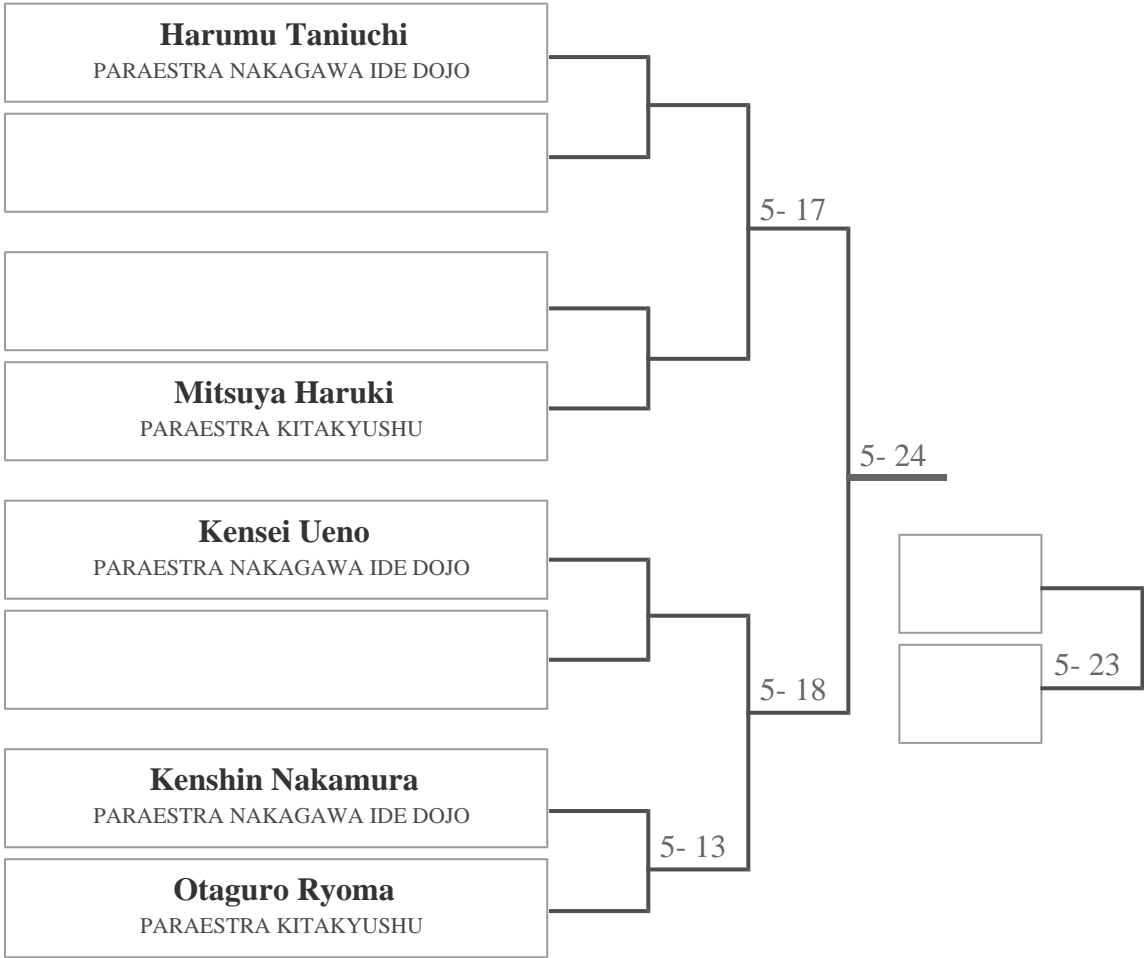 Harumu Taniuchi
PARAESTRA NAKAGAWA IDE DOJO
5- 17
Mitsuya Haruki
PARAESTRA KITAKYUSHU
5- 24
Kensei Ueno
PARAESTRA NAKAGAWA IDE DOJO
5- 23
5- 18
Kenshin Nakamura
PARAESTRA NAKAGAWA IDE DOJO
5- 13
Otaguro Ryoma
PARAESTRA KITAKYUSHU